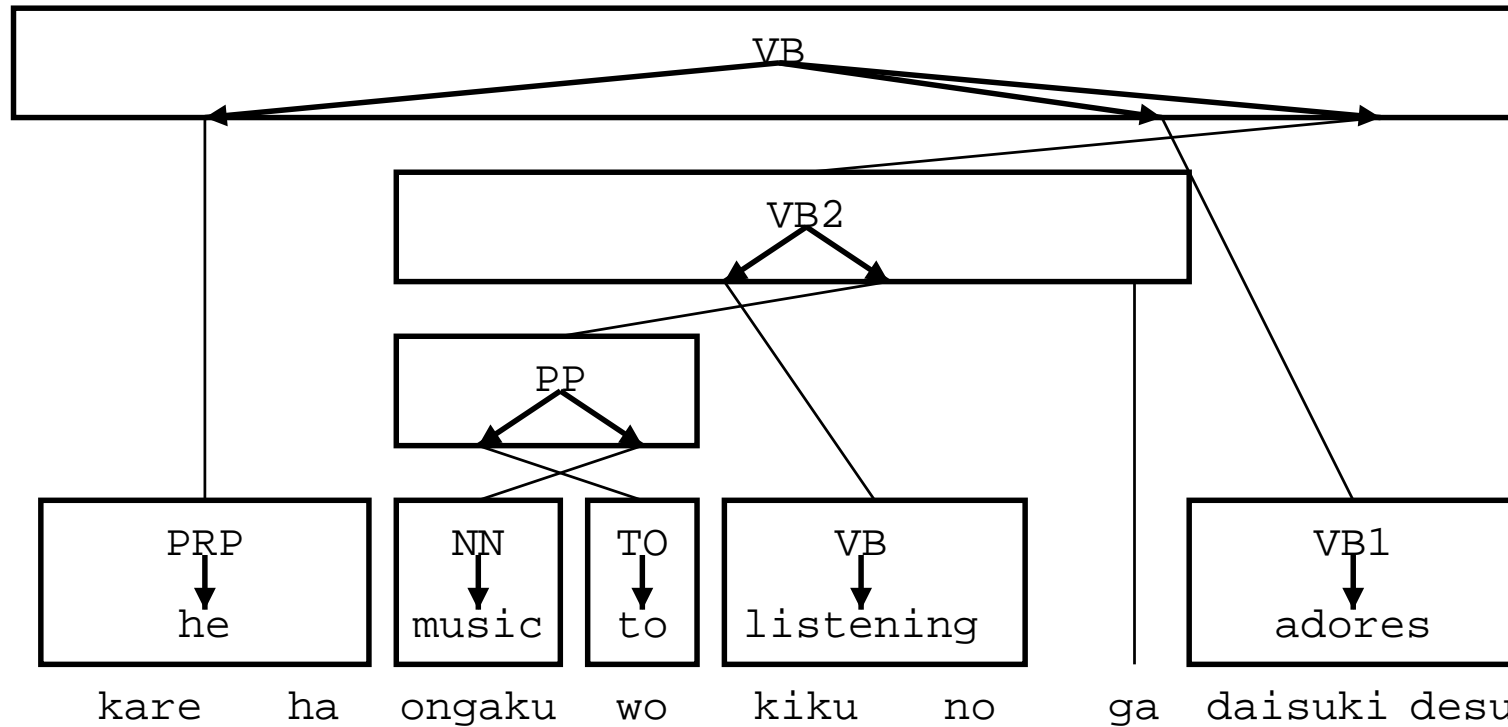 VB
VB2
PP
PRP NN TO VB VB1
he music to listening adores
kare ha ongaku wo kiku no ga daisuki desu